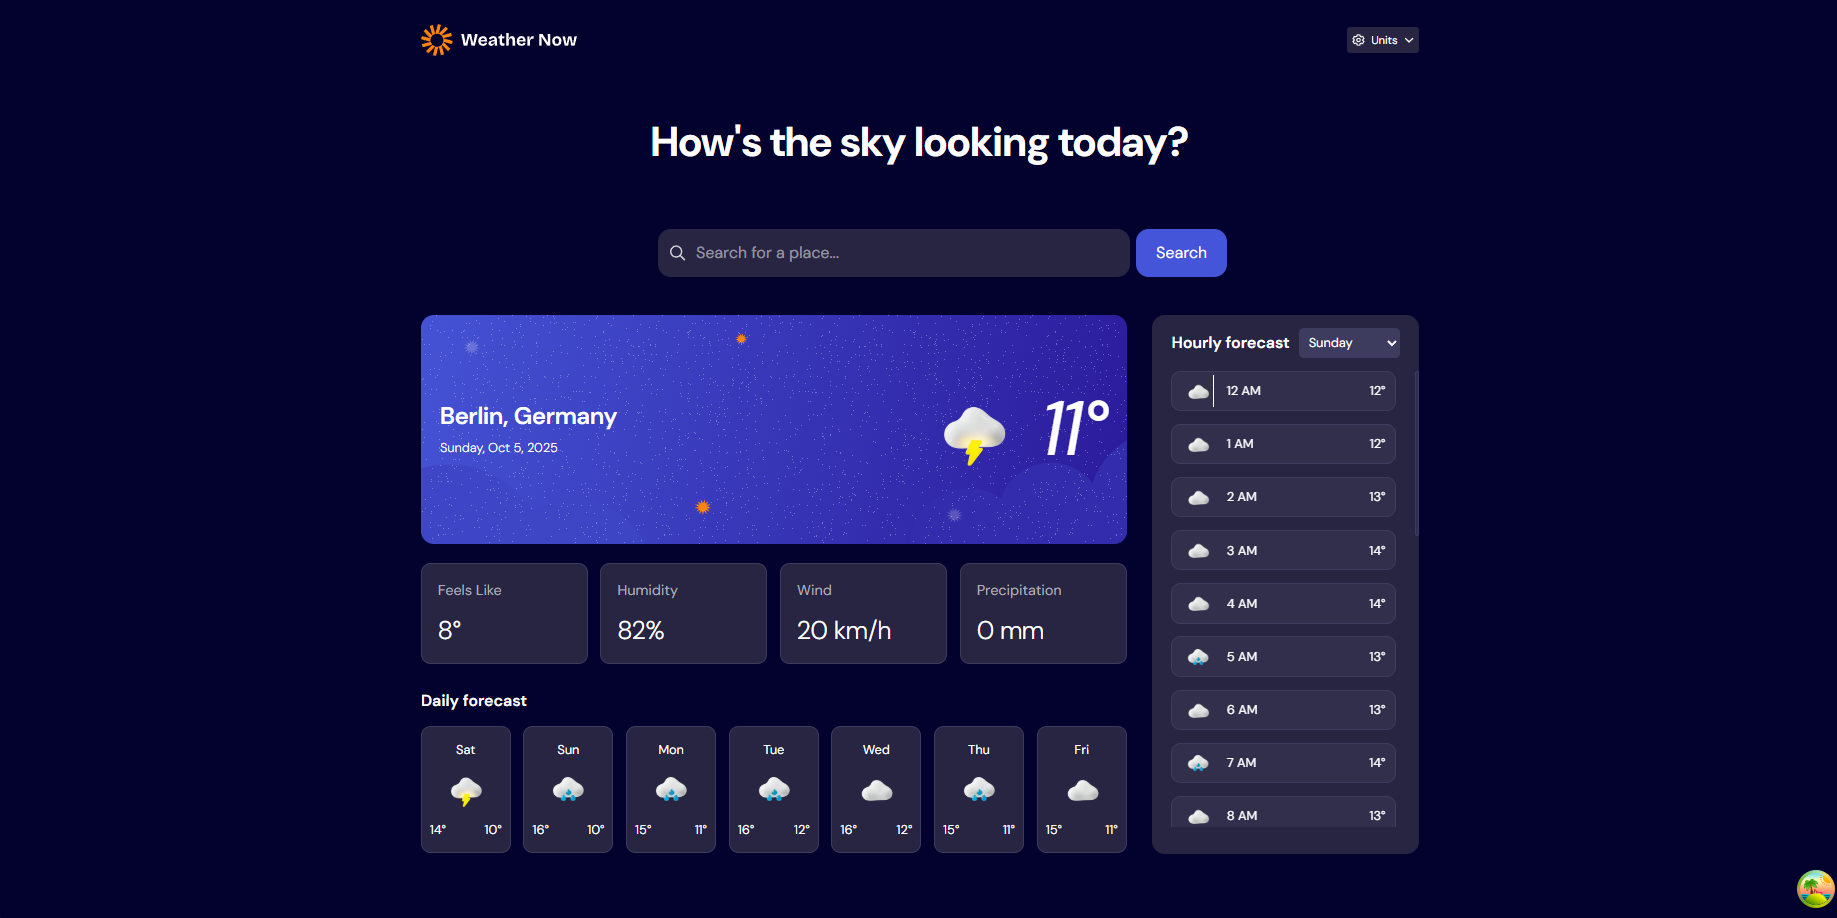 Weather Now
Units
How's the sky looking today?
Search for a place...
Search
Berlin, Germany
Sunday, Oct 5, 2025
11°
Feels Like
8°
Humidity
82%
Wind
20 km/h
Precipitation
0 mm
Daily forecast
Sat
14° 10°
Sun
16° 10°
Mon
15° 11°
Tue
16° 12°
Wed
16° 12°
Thu
15° 11°
Fri
15° 11°
Hourly forecast
Sunday
12 AM 12°
1 AM 12°
2 AM 13°
3 AM 14°
4 AM 14°
5 AM 13°
6 AM 13°
7 AM 14°
8 AM 13°